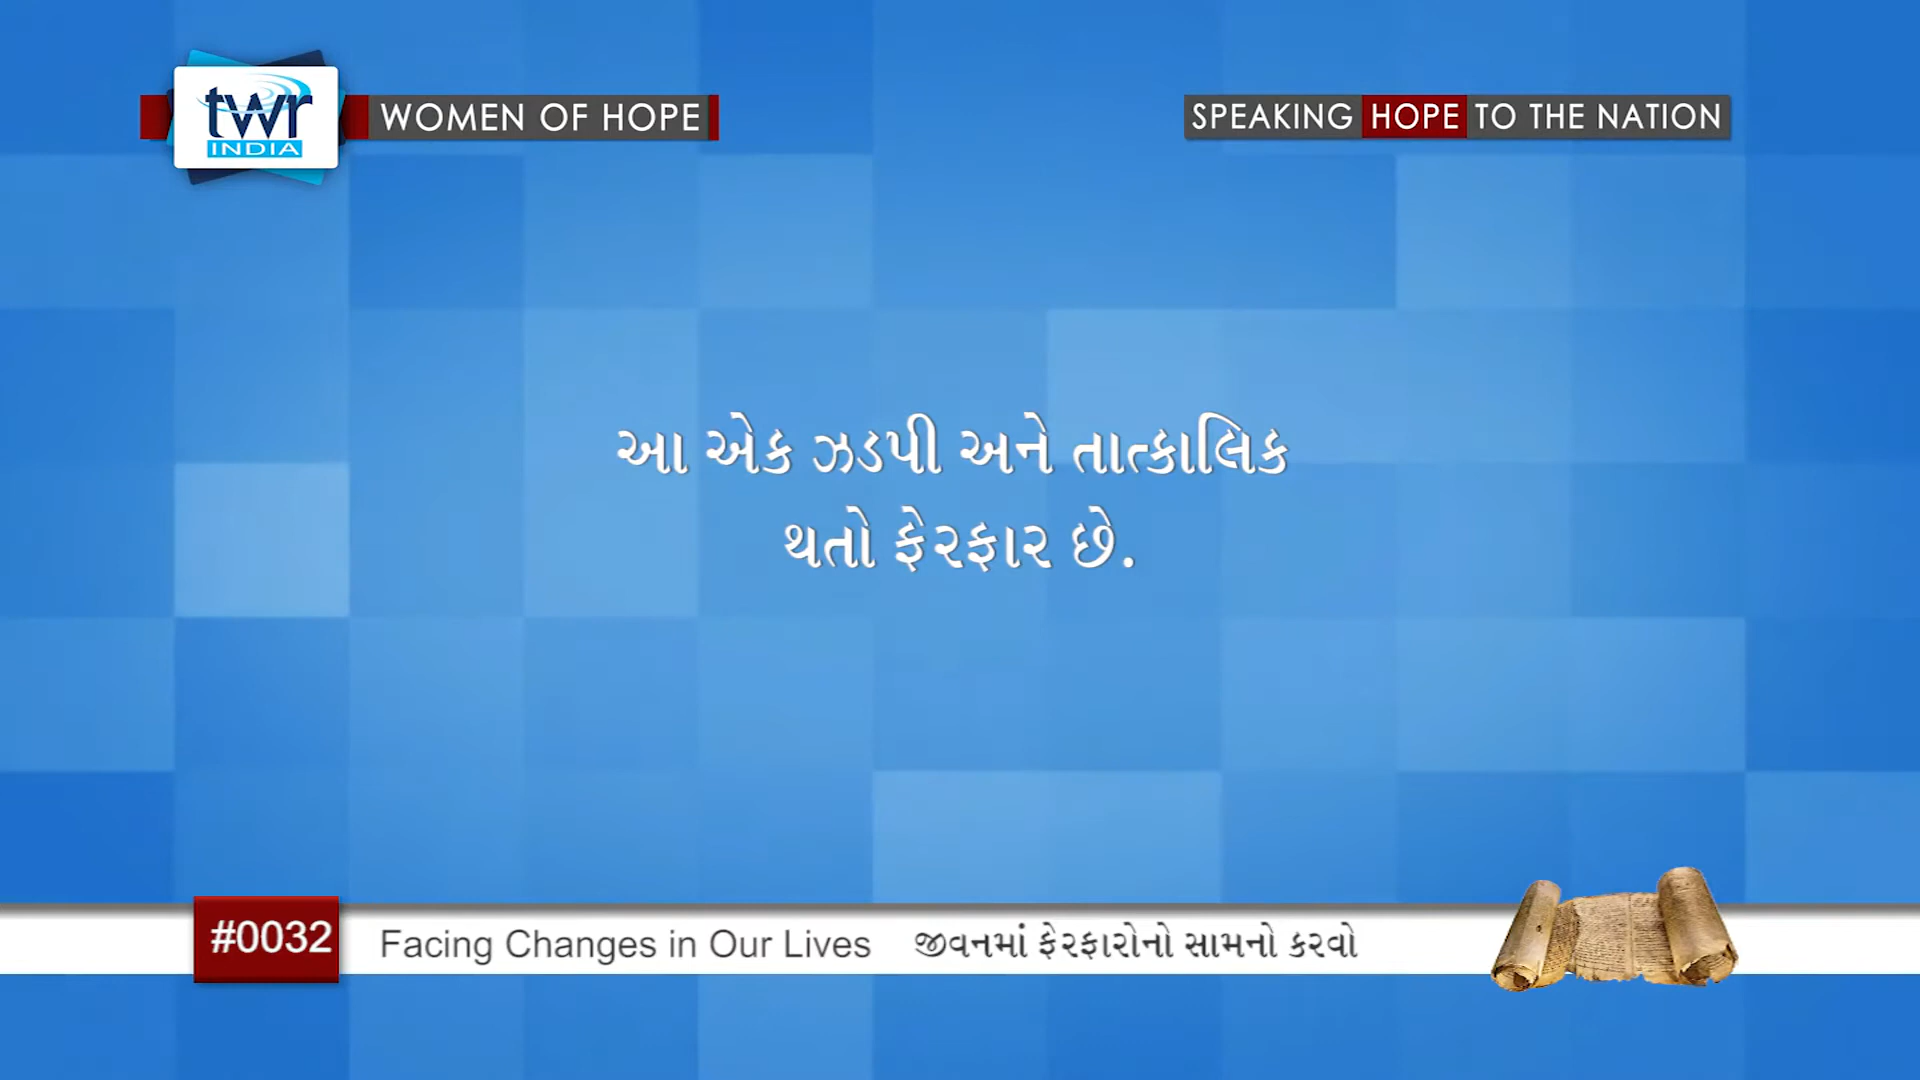 twr
INDIA
WOMEN OF HOPE
SPEAKING HOPE TO THE NATION
આ એક ઝડપી અને તાત્કાલિક
થતો ફેરફાર છે.
#0032
Facing Changes in Our Lives જીવનમાં ફેરફારોનો સામનો કરવો